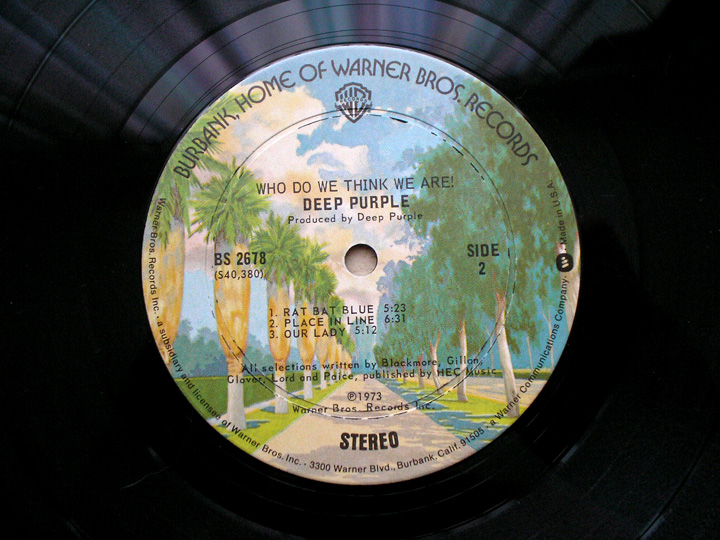 BURBANK, HOME OF WARNER BROS. RECORDS
WHO DO WE THINK WE ARE!
DEEP PURPLE
Produced by Deep Purple
BS 2678
(S40,380)
SIDE
2
1. RAT BAT BLUE 5:23
2. PLACE IN LINE 6:31
3. OUR LADY 5:12
All selections written by Blackmore, Gillon,
Glover, Lord and Paice, published by HEC Music
℗1973
Warner Bros. Records Inc.
STEREO
Warner Bros. Records Inc. · a subsidiary and licensee of Warner Bros. Inc. · 3300 Warner Blvd., Burbank, Calif. 91505 · a Warner Communications Company · Made in U.S.A.